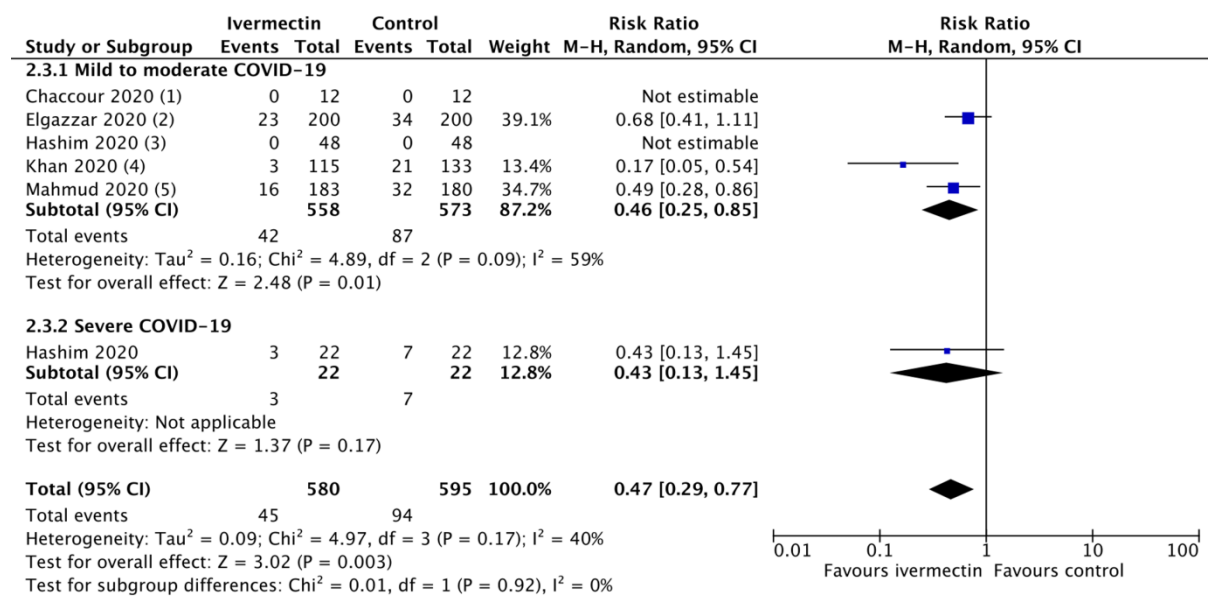 Ivermectin Control Risk Ratio Risk Ratio
Study or Subgroup Events Total Events Total Weight M-H, Random, 95% CI M-H, Random, 95% CI
2.3.1 Mild to moderate COVID-19
Chaccour 2020 (1) 0 12 0 12 Not estimable
Elgazzar 2020 (2) 23 200 34 200 39.1% 0.68 [0.41, 1.11]
Hashim 2020 (3) 0 48 0 48 Not estimable
Khan 2020 (4) 3 115 21 133 13.4% 0.17 [0.05, 0.54]
Mahmud 2020 (5) 16 183 32 180 34.7% 0.49 [0.28, 0.86]
Subtotal (95% CI) 558 573 87.2% 0.46 [0.25, 0.85]
Total events 42 87
Heterogeneity: Tau² = 0.16; Chi² = 4.89, df = 2 (P = 0.09); I² = 59%
Test for overall effect: Z = 2.48 (P = 0.01)
2.3.2 Severe COVID-19
Hashim 2020 3 22 7 22 12.8% 0.43 [0.13, 1.45]
Subtotal (95% CI) 22 22 12.8% 0.43 [0.13, 1.45]
Total events 3 7
Heterogeneity: Not applicable
Test for overall effect: Z = 1.37 (P = 0.17)
Total (95% CI) 580 595 100.0% 0.47 [0.29, 0.77]
Total events 45 94
Heterogeneity: Tau² = 0.09; Chi² = 4.97, df = 3 (P = 0.17); I² = 40%
Test for overall effect: Z = 3.02 (P = 0.003)
Test for subgroup differences: Chi² = 0.01, df = 1 (P = 0.92), I² = 0%
0.01 0.1 1 10 100
Favours ivermectin Favours control